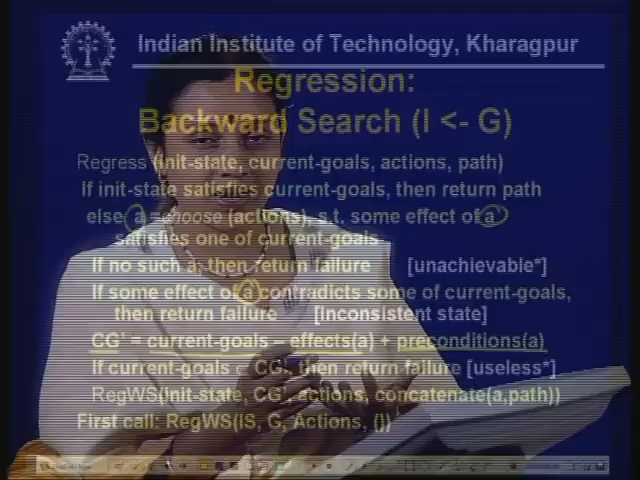 Indian Institute of Technology, Kharagpur
Regression:
Backward Search (I <- G)
Regress (init-state, current-goals, actions, path)
If init-state satisfies current-goals, then return path
else a = choose (actions), s.t. some effect of a
satisfies one of current-goals
If no such a, then return failure [unachievable*]
If some effect of a contradicts some of current-goals,
then return failure [inconsistent state]
CG' = current-goals – effects(a) + preconditions(a)
If current-goals CG', then return failure [useless*]
RegWS(init-state, CG', actions, concatenate(a,path))
First call: RegWS(IS, G, Actions, ())